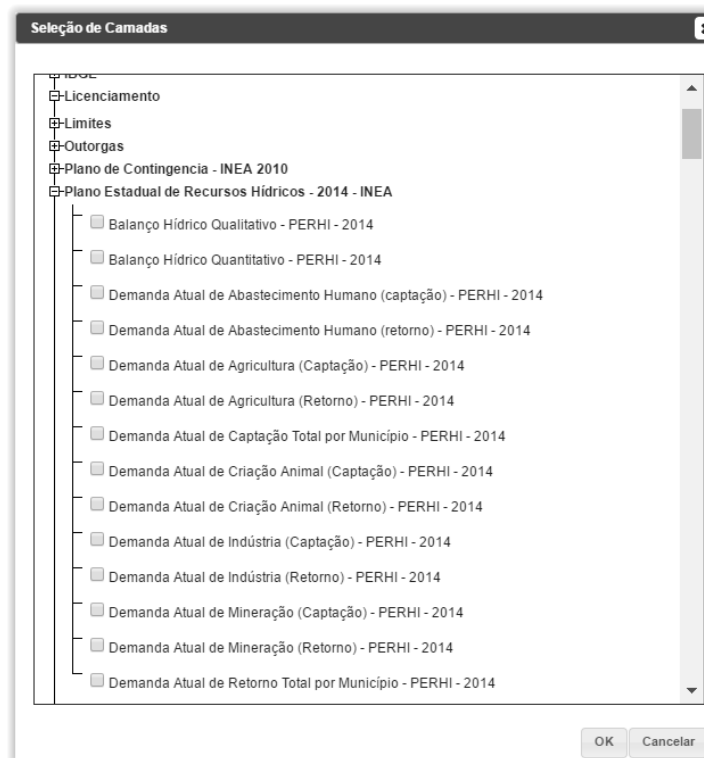 Seleção de Camadas
IBGE
Licenciamento
Limites
Outorgas
Plano de Contingencia - INEA 2010
Plano Estadual de Recursos Hídricos - 2014 - INEA
Balanço Hídrico Qualitativo - PERHI - 2014
Balanço Hídrico Quantitativo - PERHI - 2014
Demanda Atual de Abastecimento Humano (captação) - PERHI - 2014
Demanda Atual de Abastecimento Humano (retorno) - PERHI - 2014
Demanda Atual de Agricultura (Captação) - PERHI - 2014
Demanda Atual de Agricultura (Retorno) - PERHI - 2014
Demanda Atual de Captação Total por Município - PERHI - 2014
Demanda Atual de Criação Animal (Captação) - PERHI - 2014
Demanda Atual de Criação Animal (Retorno) - PERHI - 2014
Demanda Atual de Indústria (Captação) - PERHI - 2014
Demanda Atual de Indústria (Retorno) - PERHI - 2014
Demanda Atual de Mineração (Captação) - PERHI - 2014
Demanda Atual de Mineração (Retorno) - PERHI - 2014
Demanda Atual de Retorno Total por Município - PERHI - 2014
OK Cancelar